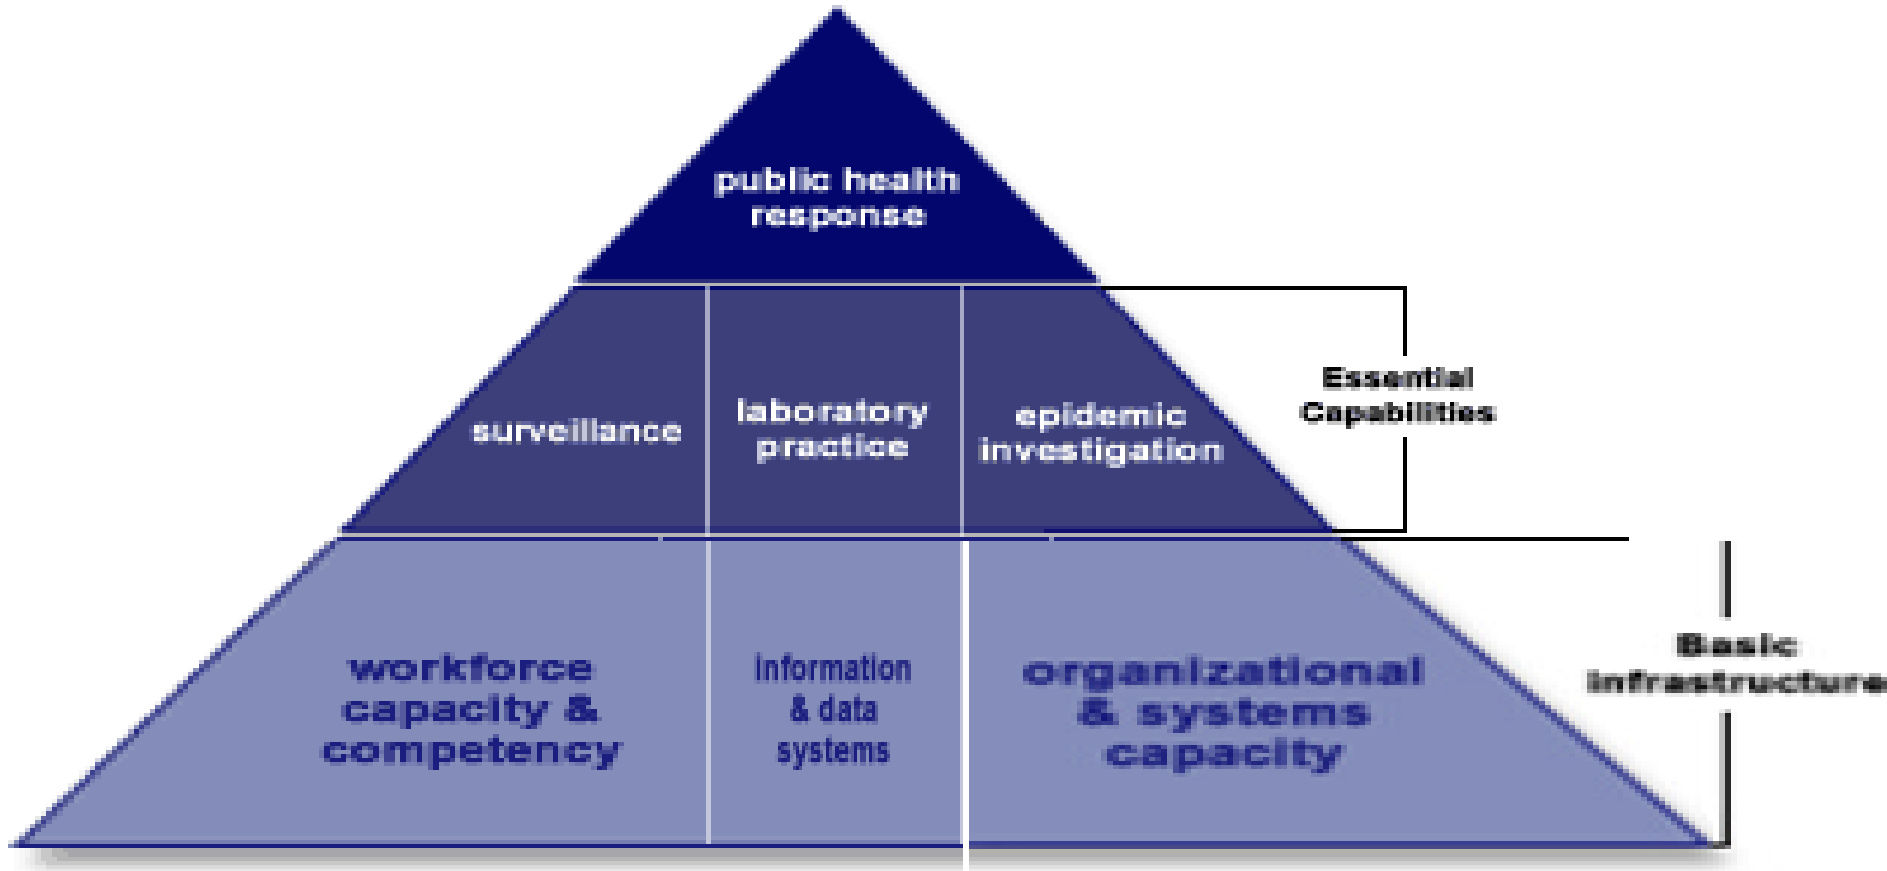 public health
response
surveillance
laboratory
practice
epidemic
investigation
Essential
Capabilities
workforce
capacity &
competency
information
& data
systems
organizational
& systems
capacity
Basic
infrastructure